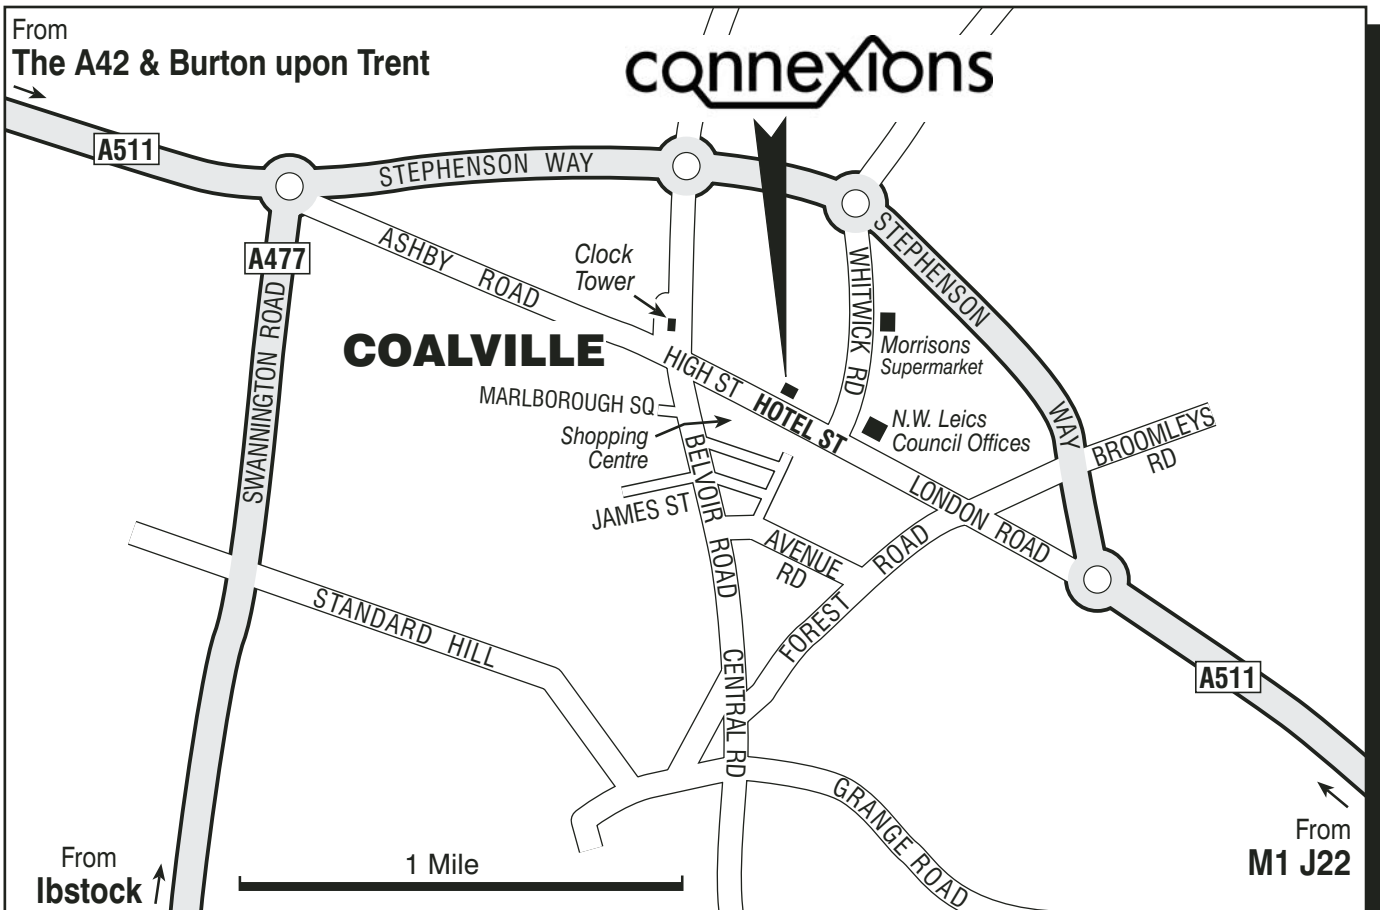 From
The A42 & Burton upon Trent
connexions
A511
STEPHENSON WAY
A477
ASHBY ROAD
Clock
Tower
STEPHENSON
WAY
WHITWICK RD
SWANNINGTON ROAD
COALVILLE
Morrisons
Supermarket
HIGH ST
HOTEL ST
MARLBOROUGH SQ
Shopping
Centre
N.W. Leics
Council Offices
BROOMLEYS
RD
BELVOIR ROAD
JAMES ST
LONDON ROAD
AVENUE
RD
FOREST ROAD
STANDARD HILL
CENTRAL RD
A511
GRANGE ROAD
From
M1 J22
From
Ibstock
1 Mile